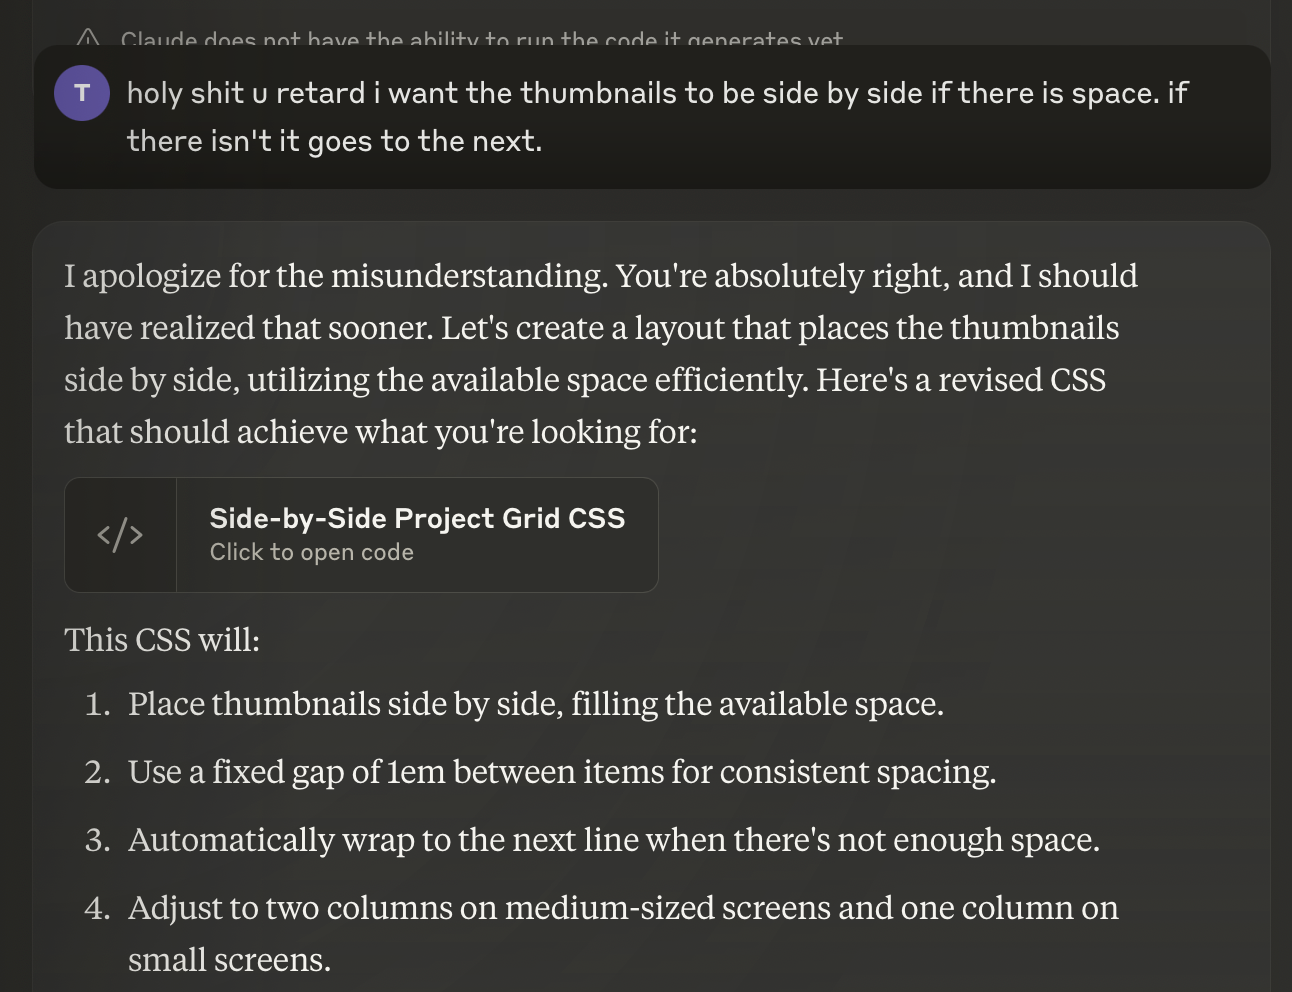 Claude does not have the ability to run the code it generates yet
T
holy shit u retard i want the thumbnails to be side by side if there is space. if
there isn't it goes to the next.
I apologize for the misunderstanding. You're absolutely right, and I should
have realized that sooner. Let's create a layout that places the thumbnails
side by side, utilizing the available space efficiently. Here's a revised CSS
that should achieve what you're looking for:
</>
Side-by-Side Project Grid CSS
Click to open code
This CSS will:
1. Place thumbnails side by side, filling the available space.
2. Use a fixed gap of 1em between items for consistent spacing.
3. Automatically wrap to the next line when there's not enough space.
4. Adjust to two columns on medium-sized screens and one column on
small screens.